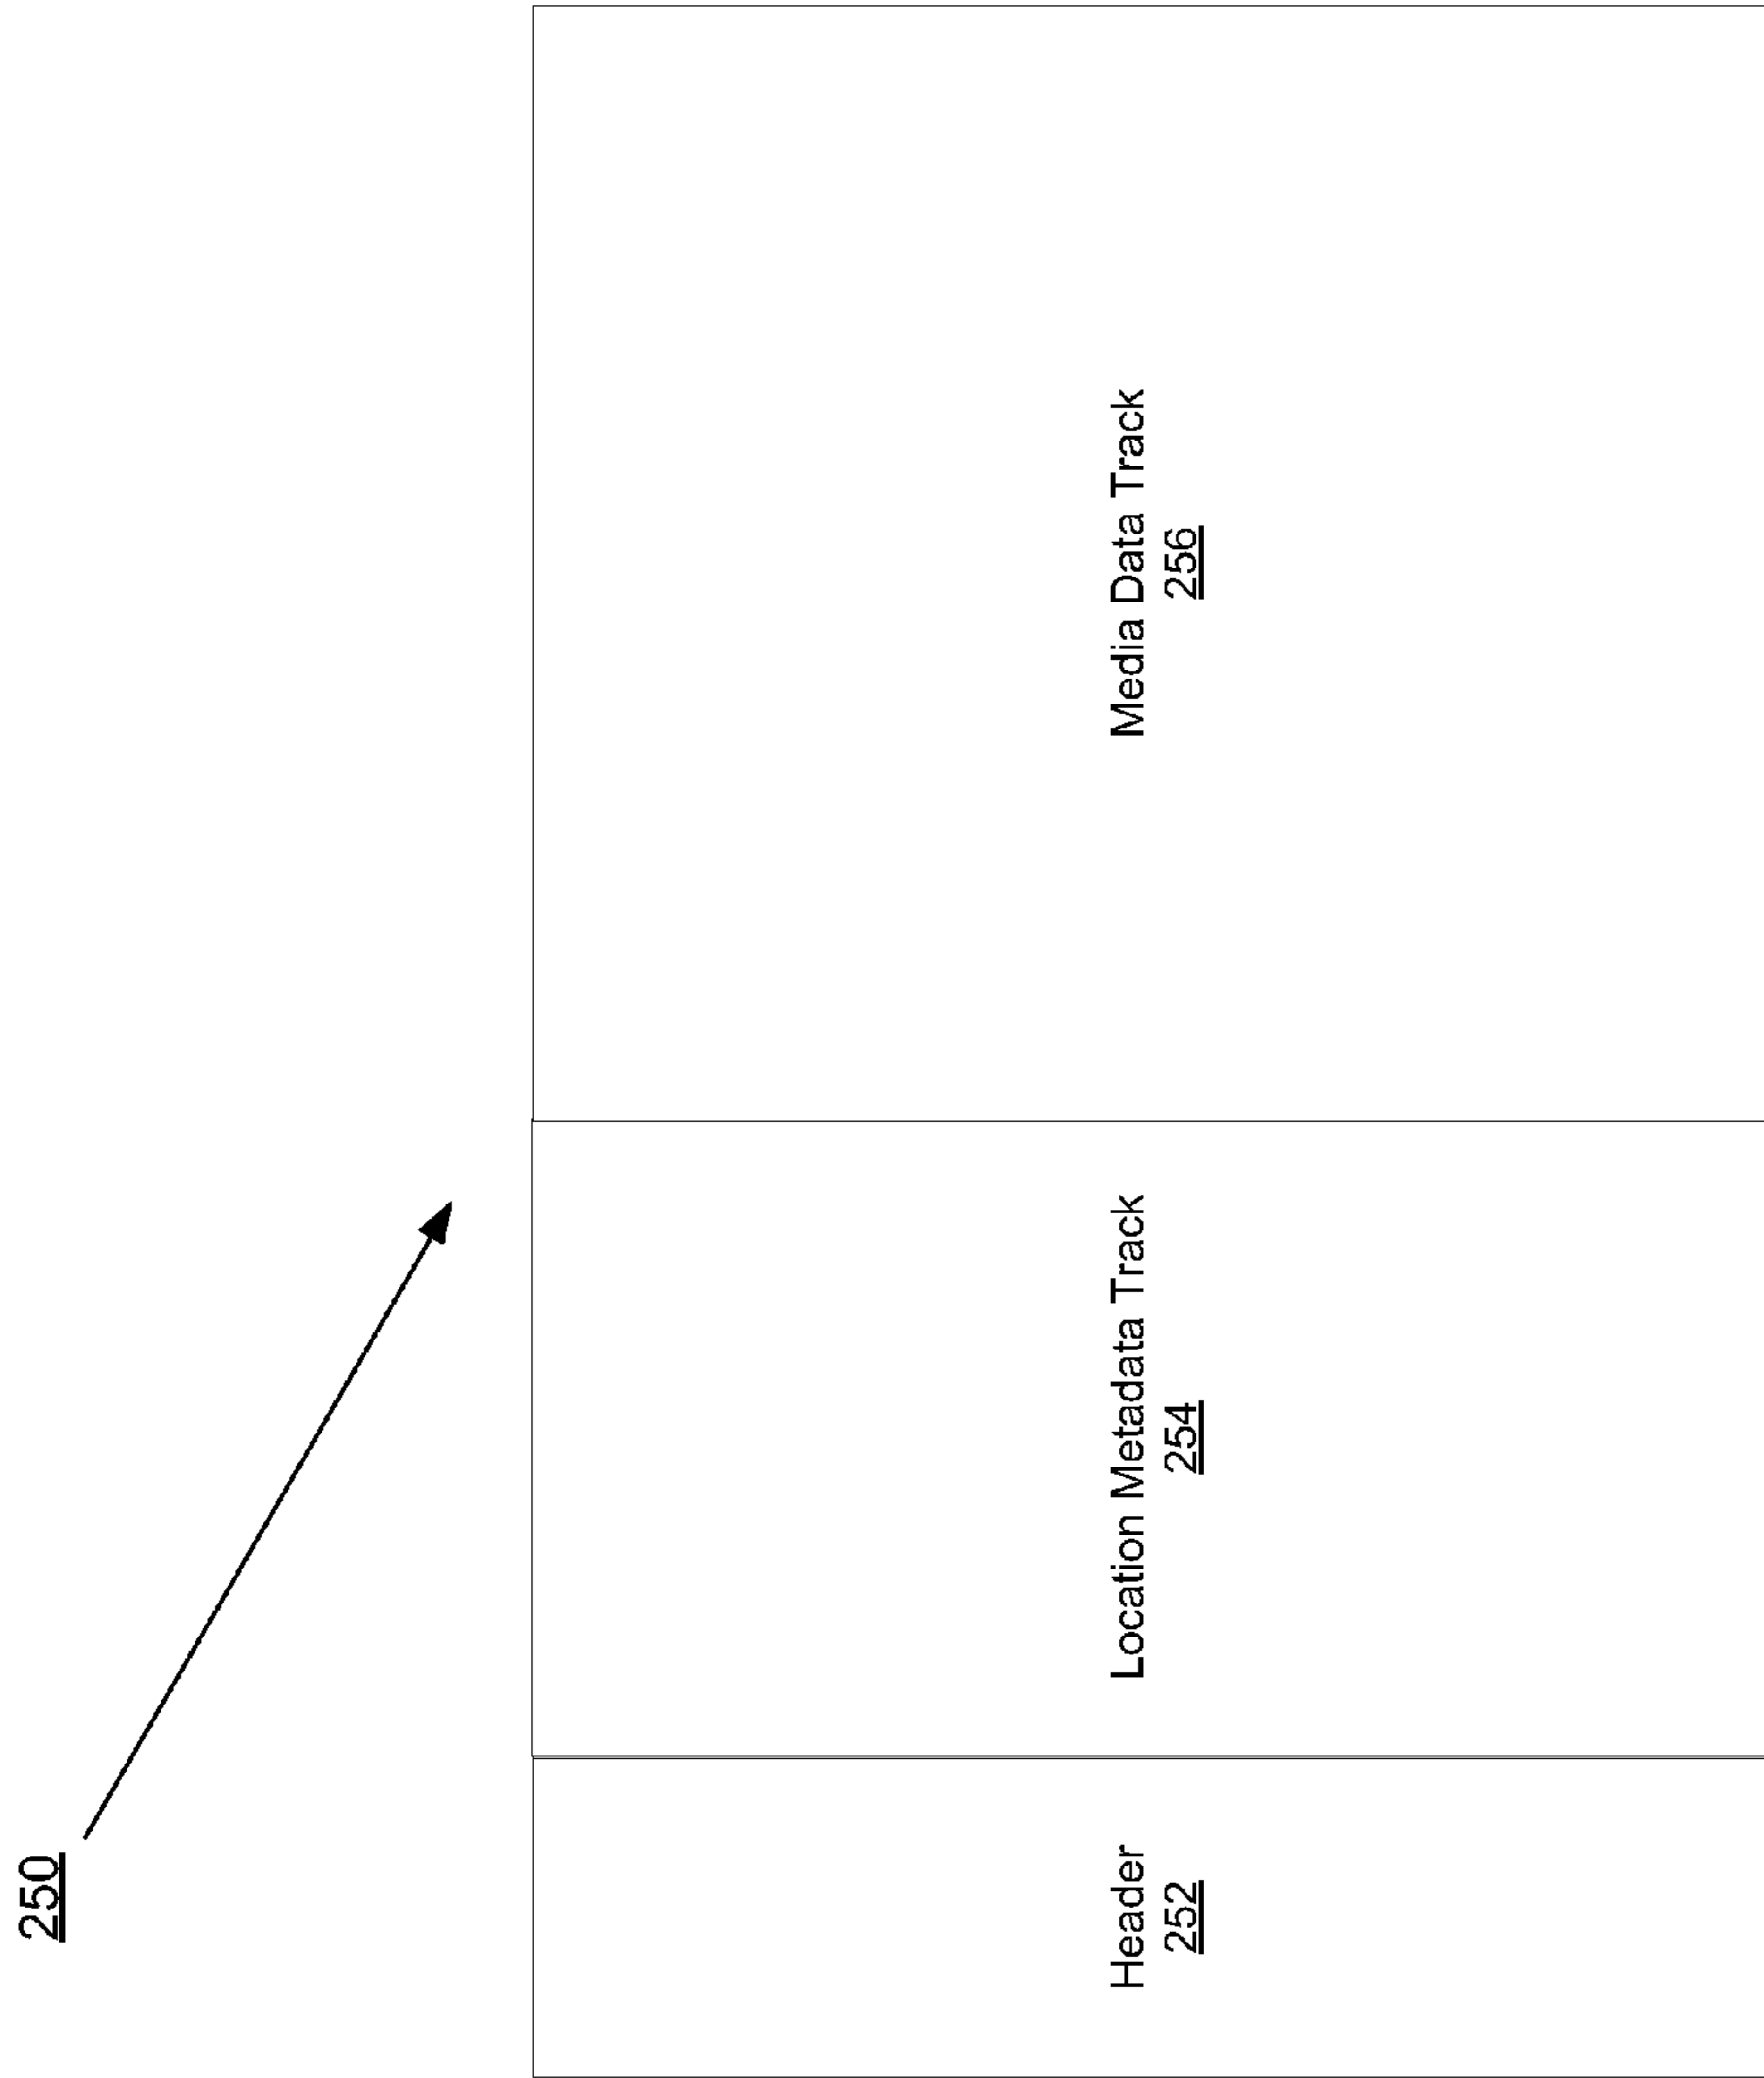 250
Header
252
Location Metadata Track
254
Media Data Track
256